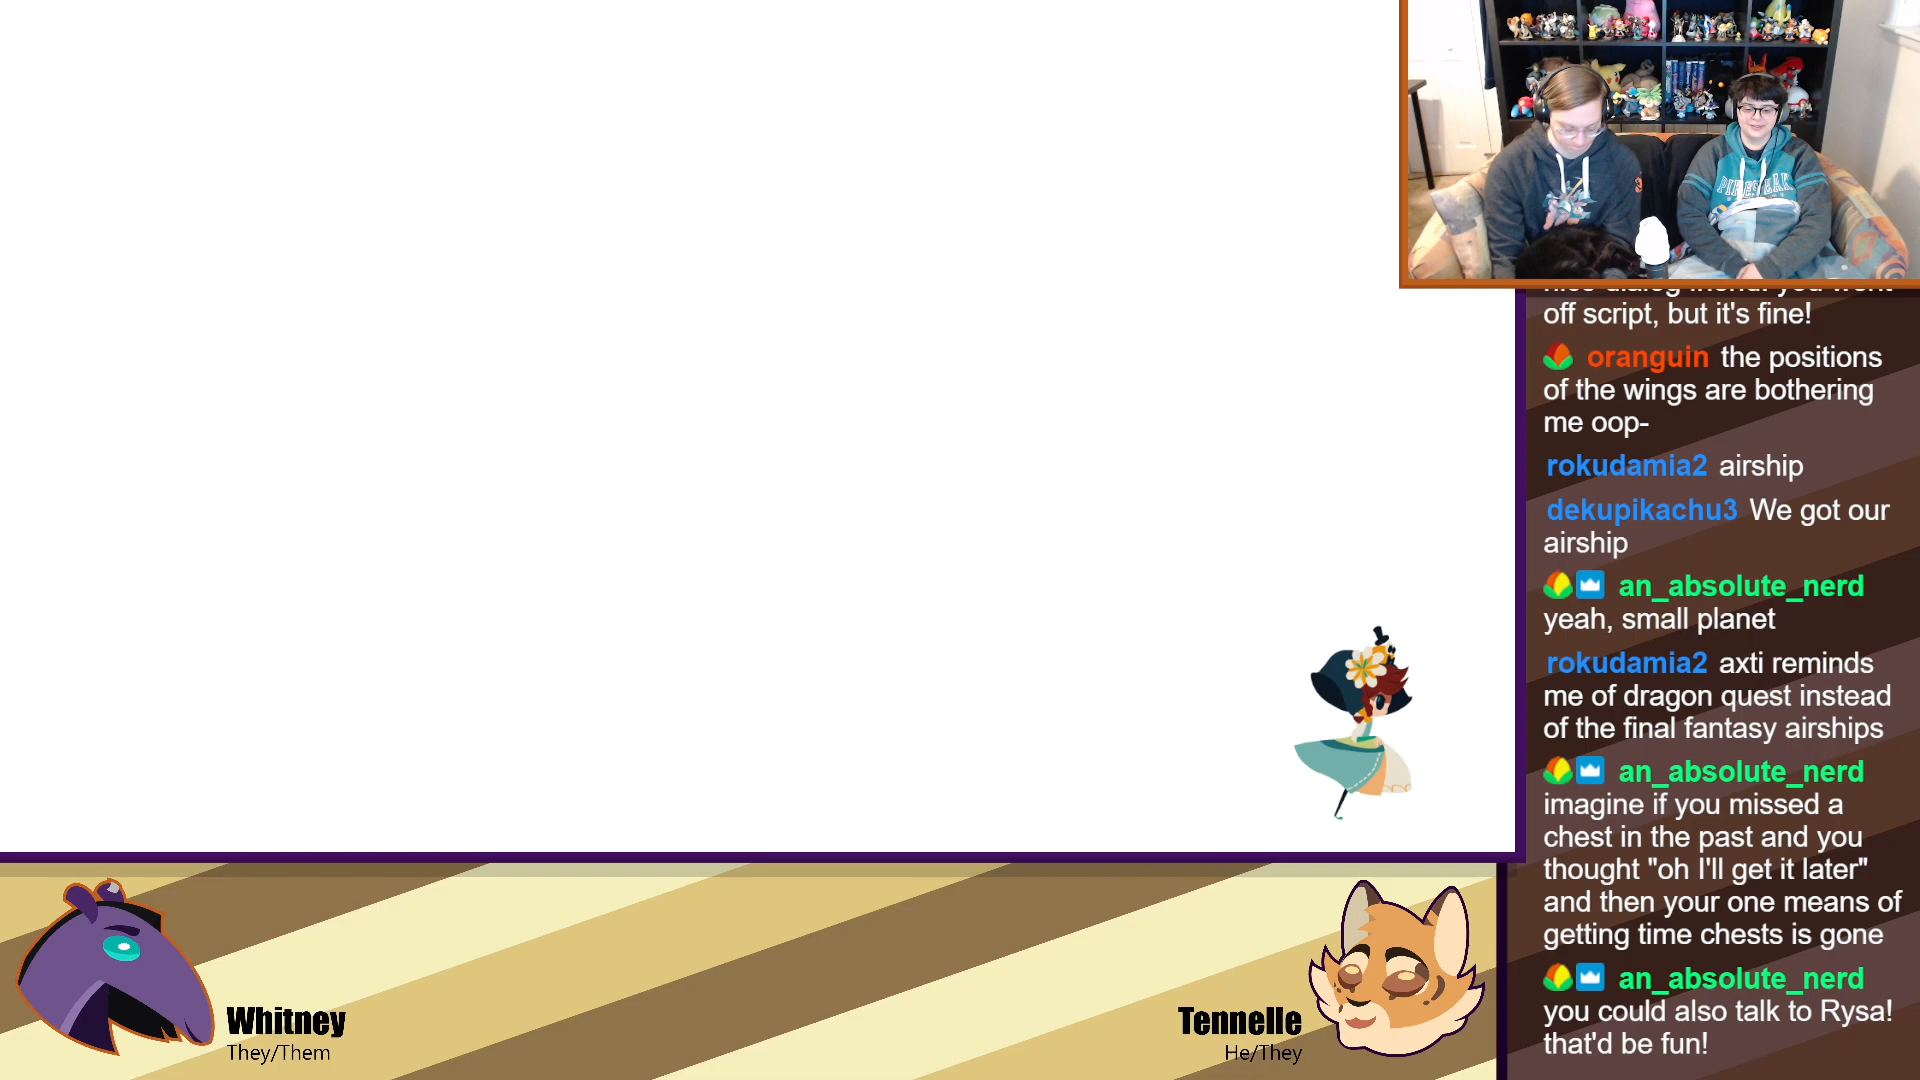 off script, but it's fine!
oranguin the positions
of the wings are bothering
me oop-
rokudamia2 airship
dekupikachu3 We got our
airship
an_absolute_nerd
yeah, small planet
rokudamia2 axti reminds
me of dragon quest instead
of the final fantasy airships
an_absolute_nerd
imagine if you missed a
chest in the past and you
thought "oh I'll get it later"
and then your one means of
getting time chests is gone
an_absolute_nerd
you could also talk to Rysa!
that'd be fun!
Whitney
They/Them
Tennelle
He/They